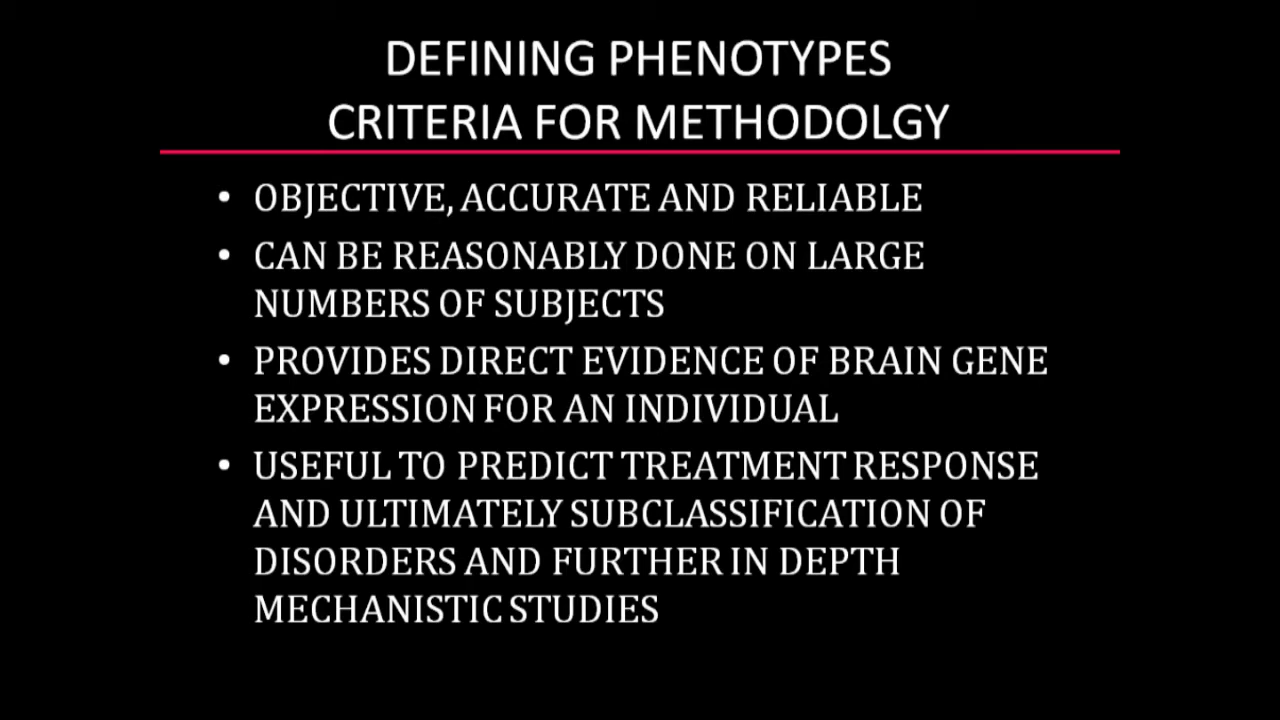 DEFINING PHENOTYPES
CRITERIA FOR METHODOLGY
• OBJECTIVE, ACCURATE AND RELIABLE
• CAN BE REASONABLY DONE ON LARGE
NUMBERS OF SUBJECTS
• PROVIDES DIRECT EVIDENCE OF BRAIN GENE
EXPRESSION FOR AN INDIVIDUAL
• USEFUL TO PREDICT TREATMENT RESPONSE
AND ULTIMATELY SUBCLASSIFICATION OF
DISORDERS AND FURTHER IN DEPTH
MECHANISTIC STUDIES